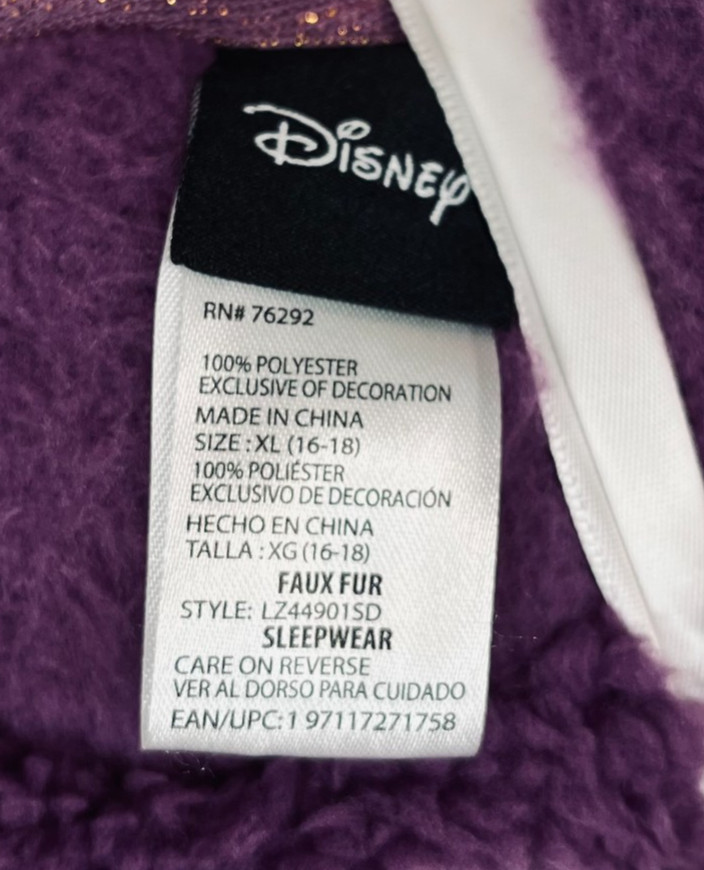 Disney
RN# 76292
100% POLYESTER
EXCLUSIVE OF DECORATION
MADE IN CHINA
SIZE : XL (16-18)
100% POLIÉSTER
EXCLUSIVO DE DECORACIÓN
HECHO EN CHINA
TALLA : XG (16-18)
FAUX FUR
STYLE: LZ44901SD
SLEEPWEAR
CARE ON REVERSE
VER AL DORSO PARA CUIDADO
EAN/UPC: 1 97117271758